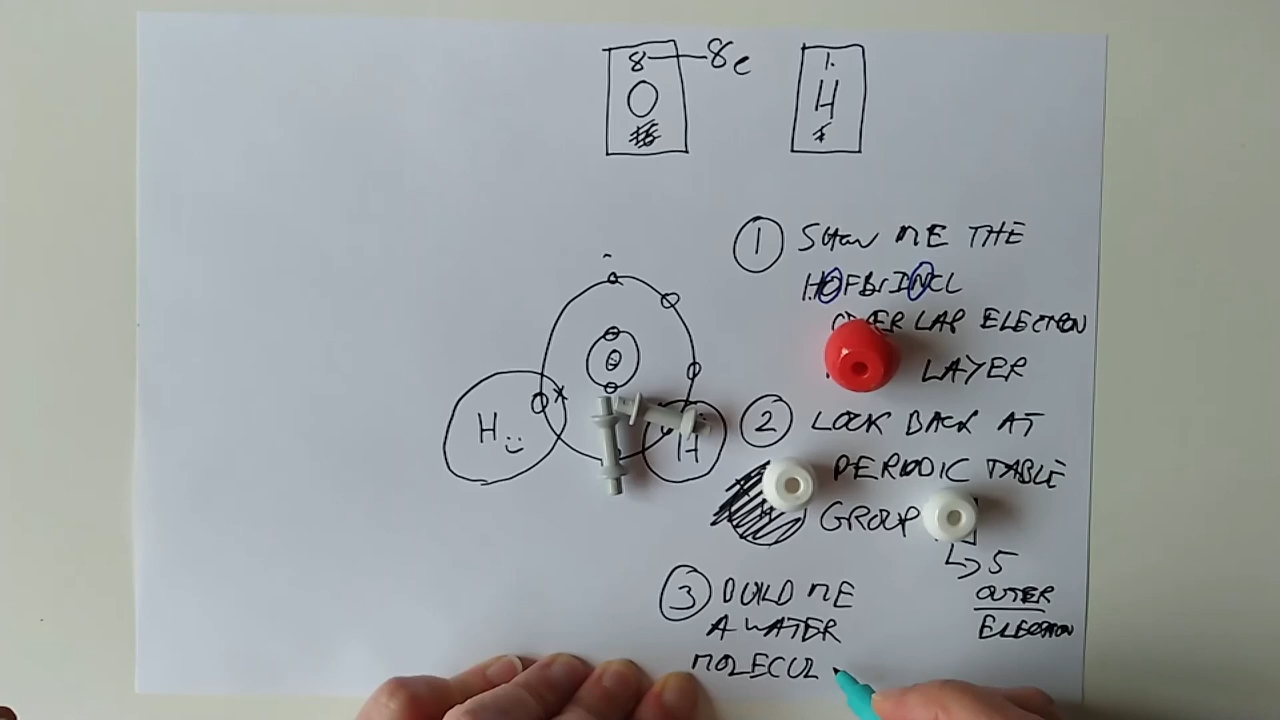 8 8e
O
1.
H
1 SHOW ME THE
HOFBrINCL
OVERLAP ELECTRON
LAYER
O
H
H
2 LOOK BACK AT
PERIODIC TABLE
GROUP
↳ 5
OUTER
ELECTRON
3 BUILD ME
A WATER
MOLECUL